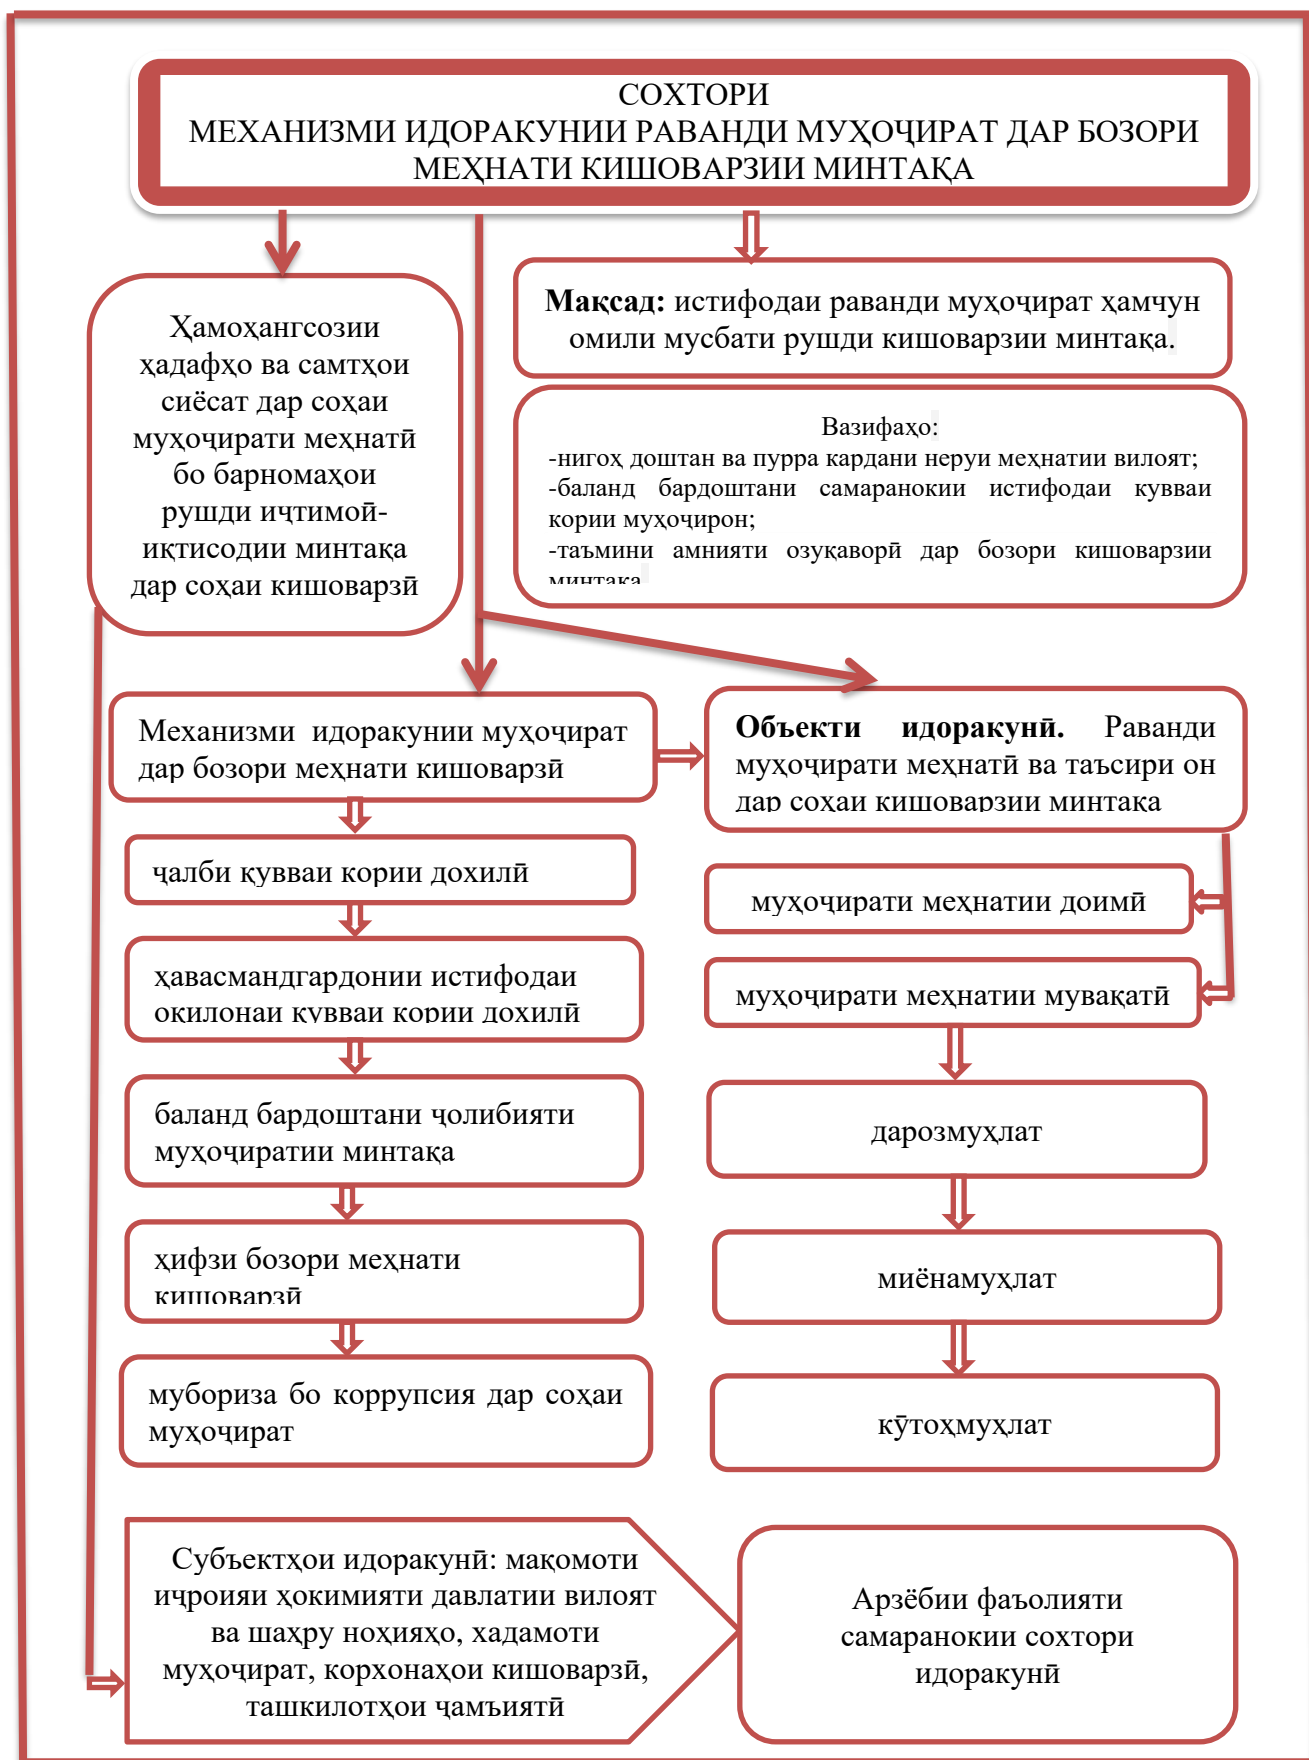 СОХТОРИ
МЕХАНИЗМИ ИДОРАКУНИИ РАВАНДИ МУҲОҶИРАТ ДАР БОЗОРИ
МЕҲНАТИ КИШОВАРЗИИ МИНТАҚА
Ҳамоҳангсозии
ҳадафҳо ва самтҳои
сиёсат дар соҳаи
муҳоҷирати меҳнатӣ
бо барномаҳои
рушди иҷтимоӣ-
иқтисодии минтақа
дар соҳаи кишоварзӣ
Мақсад: истифодаи раванди муҳоҷират ҳамчун
омили мусбати рушди кишоварзии минтақа.
Вазифаҳо:
-нигоҳ доштан ва пурра кардани неруи меҳнатии вилоят;
-баланд бардоштани самаранокии истифодаи қувваи
кории муҳоҷирон;
-таъмини амнияти озуқаворӣ дар бозори кишоварзии
минтақа
Механизми идоракунии муҳоҷират
дар бозори меҳнати кишоварзӣ
Объекти идоракунӣ. Раванди
муҳоҷирати меҳнатӣ ва таъсири он
дар соҳаи кишоварзии минтақа
ҷалби қувваи кории дохилӣ
ҳавасмандгардонии истифодаи
оқилонаи қувваи кории дохилӣ
баланд бардоштани ҷолибияти
муҳоҷиратии минтақа
ҳифзи бозори меҳнати
кишоварзӣ
мубориза бо коррупсия дар соҳаи
муҳоҷират
муҳоҷирати меҳнатии доимӣ
муҳоҷирати меҳнатии мувақатӣ
дарозмуҳлат
миёнамуҳлат
кӯтоҳмуҳлат
Субъектҳои идоракунӣ: мақомоти
иҷроияи ҳокимияти давлатии вилоят
ва шаҳру ноҳияҳо, хадамоти
муҳоҷират, корхонаҳои кишоварзӣ,
ташкилотҳои ҷамъиятӣ
Арзёбии фаъолияти
самаранокии сохтори
идоракунӣ